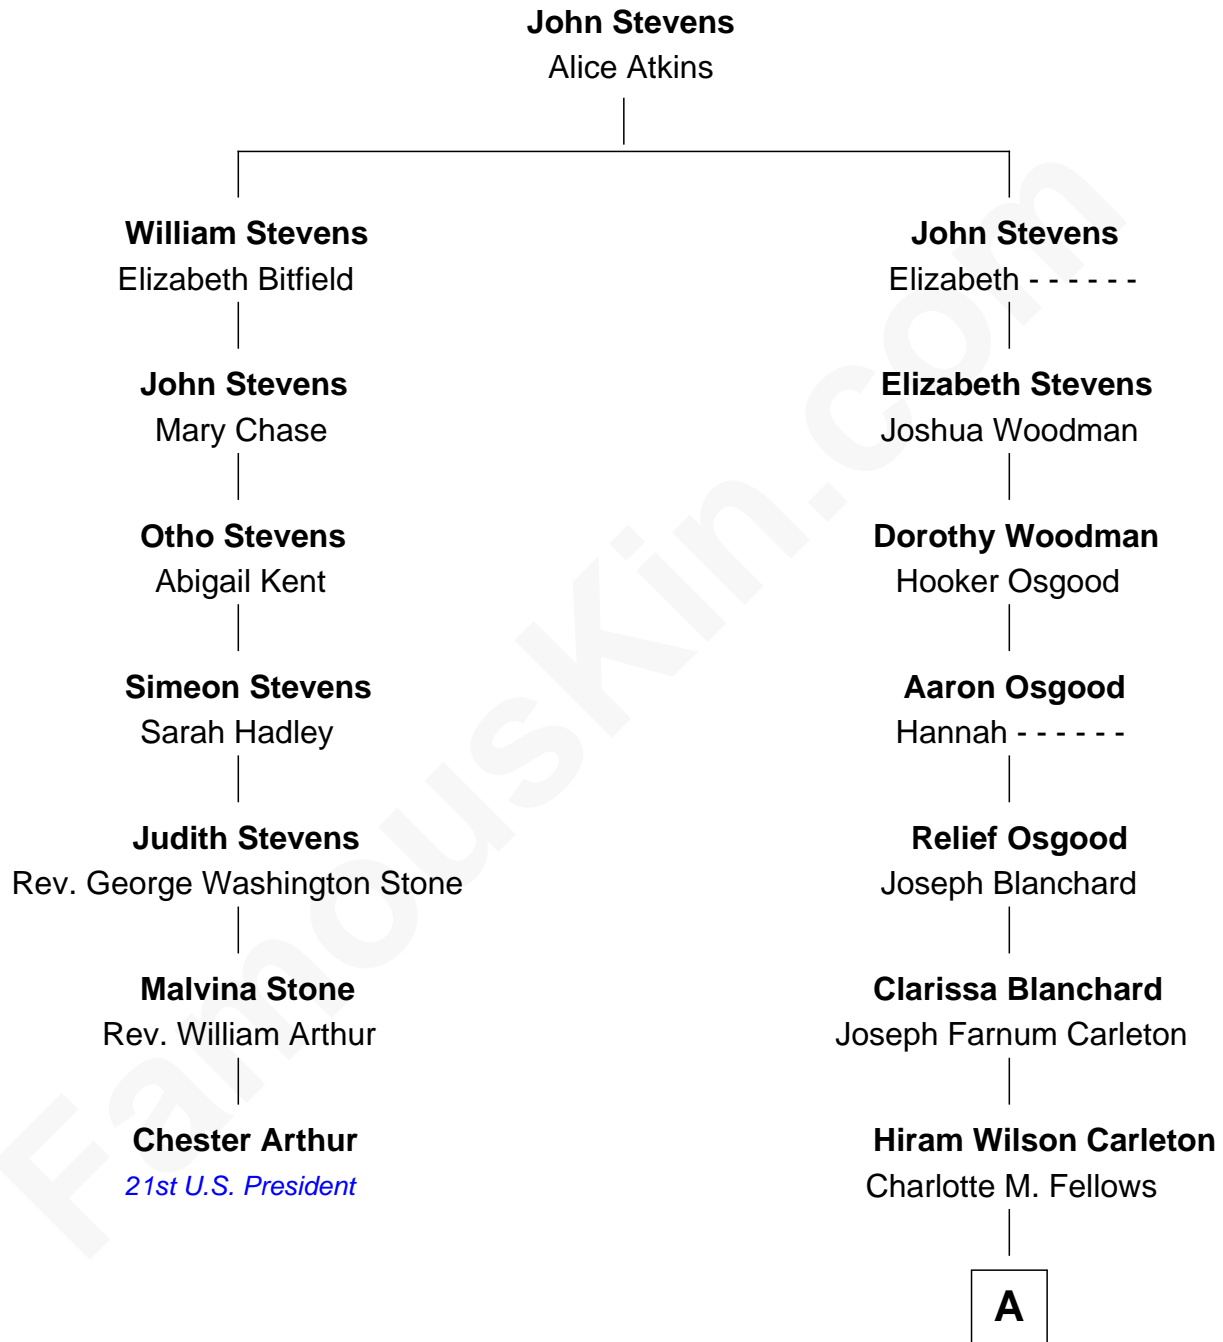 John Stevens
Alice Atkins
William Stevens
Elizabeth Bitfield
John Stevens
Mary Chase
Otho Stevens
Abigail Kent
Simeon Stevens
Sarah Hadley
Judith Stevens
Rev. George Washington Stone
Malvina Stone
Rev. William Arthur
Chester Arthur
21st U.S. President
John Stevens
Elizabeth - - - - - -
Elizabeth Stevens
Joshua Woodman
Dorothy Woodman
Hooker Osgood
Aaron Osgood
Hannah - - - - - -
Relief Osgood
Joseph Blanchard
Clarissa Blanchard
Joseph Farnum Carleton
Hiram Wilson Carleton
Charlotte M. Fellows
A
FamousKin.com